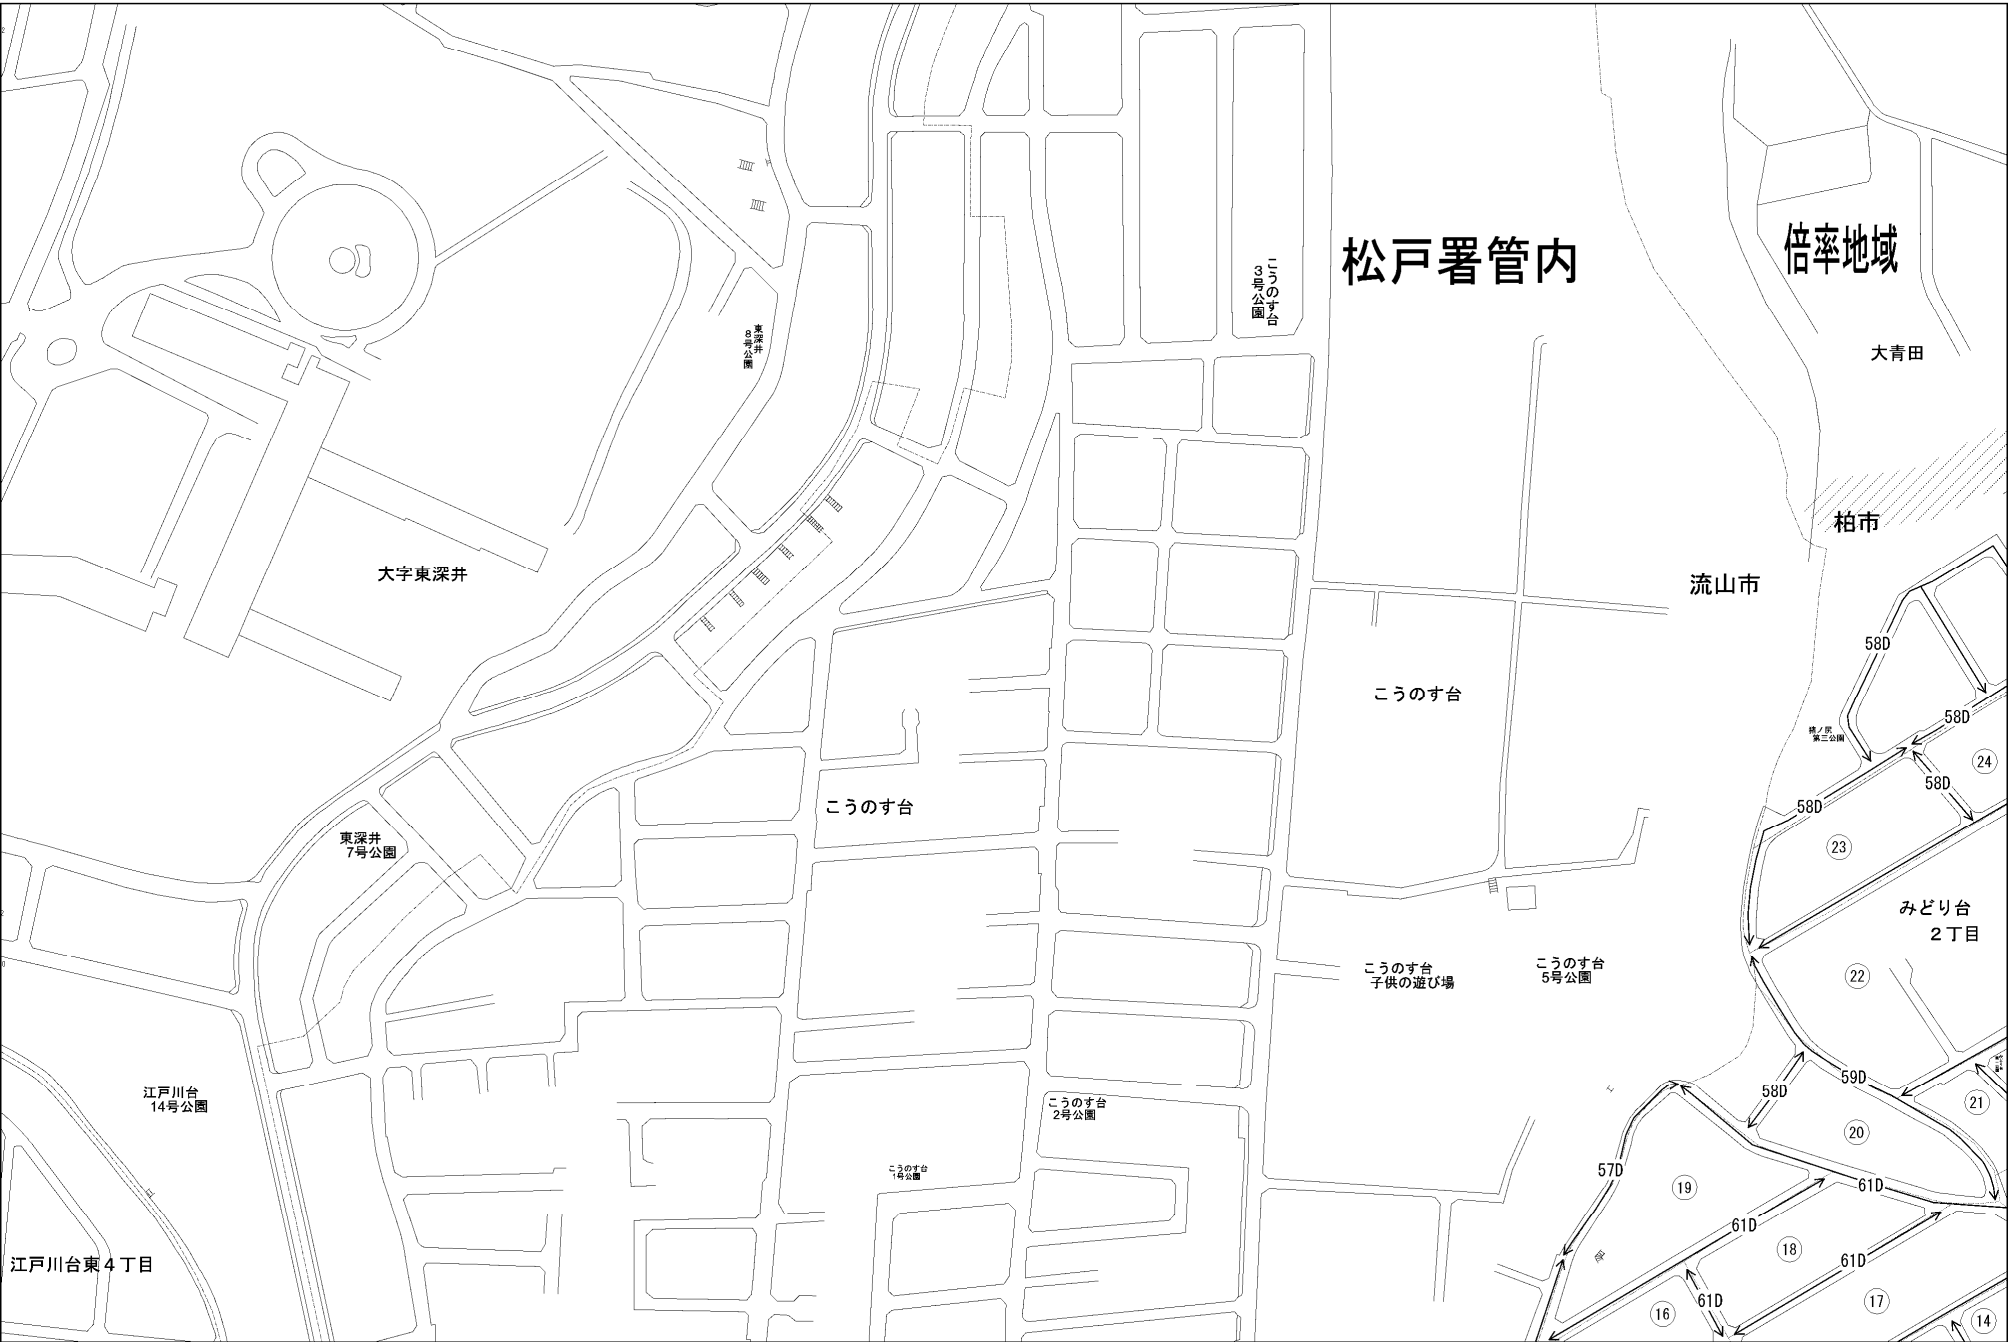 松戸署管内
倍率地域
こうのす台
3号公園
大青田
東深井
8号公園
柏市
大字東深井
流山市
58D
こうのす台
58D
猿ノ尻
第三公園
24
58D
58D
こうのす台
東深井
7号公園
23
みどり台
2丁目
こうのす台
子供の遊び場
こうのす台
5号公園
22
59D
58D
江戸川台
14号公園
こうのす台
2号公園
21
20
こうのす台
1号公園
57D
19
61D
61D
18
61D
江戸川台東4丁目
61D
16
17
14